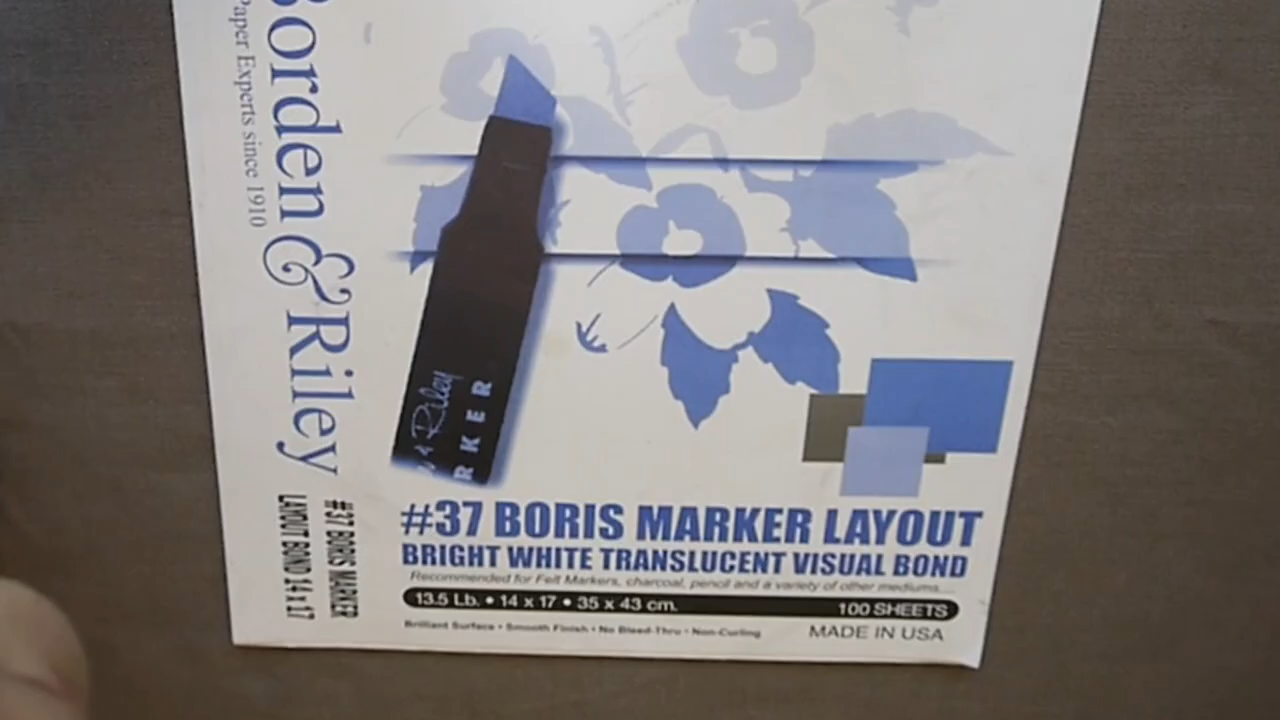 Borden & Riley
Paper Experts since 1910
#37 BORIS MARKER
LAYOUT BOND 14 x 17
Riley
RKER
#37 BORIS MARKER LAYOUT
BRIGHT WHITE TRANSLUCENT VISUAL BOND
Recommended for Felt Markers, charcoal, pencil and a variety of other mediums...
13.5 Lb. • 14 x 17 • 35 x 43 cm. 100 SHEETS
Brilliant Surface • Smooth Finish • No Bleed-Thru • Non-Curling
MADE IN USA